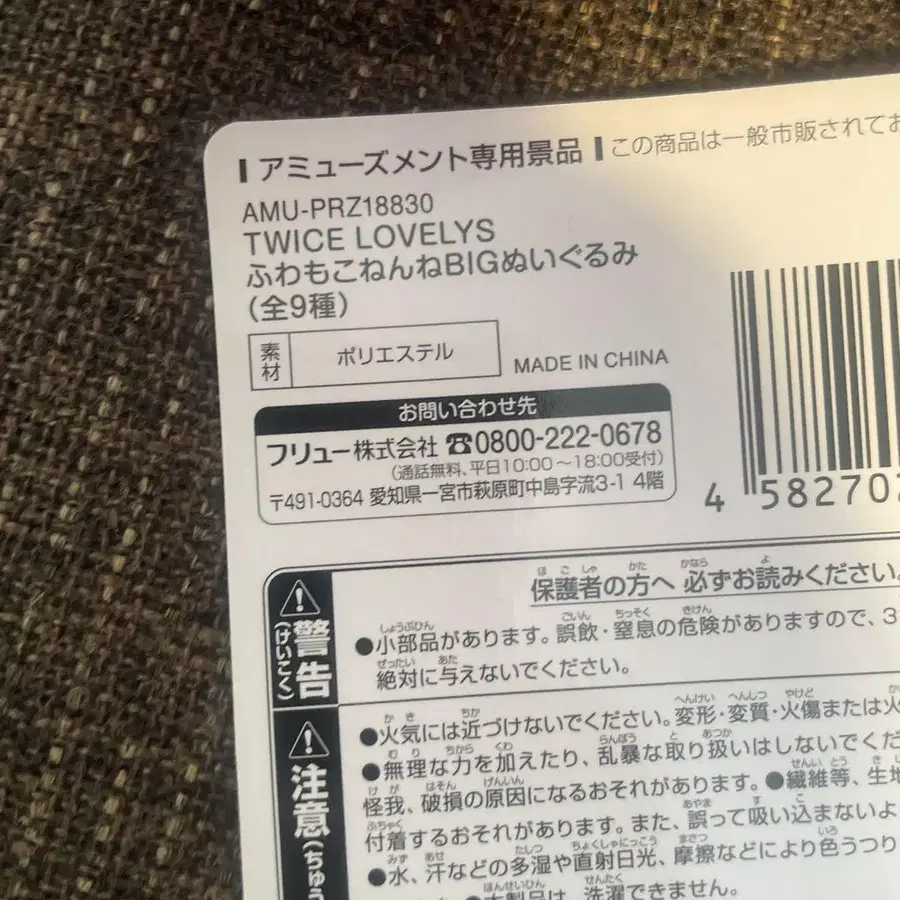 アミューズメント専用景品 この商品は一般市販されてお
AMU-PRZ18830
TWICE LOVELYS
ふわもこねんねBIGぬいぐるみ
(全9種)
素材 ポリエステル MADE IN CHINA
お問い合わせ先
フリュー株式会社 ☎0800-222-0678
(通話無料、平日10:00〜18:00受付)
〒491-0364 愛知県一宮市萩原町中島字流3-1 4階
4 582702
警告(けいこく)
保護者の方へ 必ずお読みください。
●小部品があります。誤飲・窒息の危険がありますので、3
絶対に与えないでください。
注意(ちゅう
●火気には近づけないでください。変形・変質・火傷または火
●無理な力を加えたり、乱暴な取り扱いはしないでくだ
怪我、破損の原因になるおそれがあります。●繊維等、生地
付着するおそれがあります。また、誤って吸い込まないよ
●水、汗などの多湿や直射日光、摩擦などにより色うつり
●本製品は、洗濯できません。